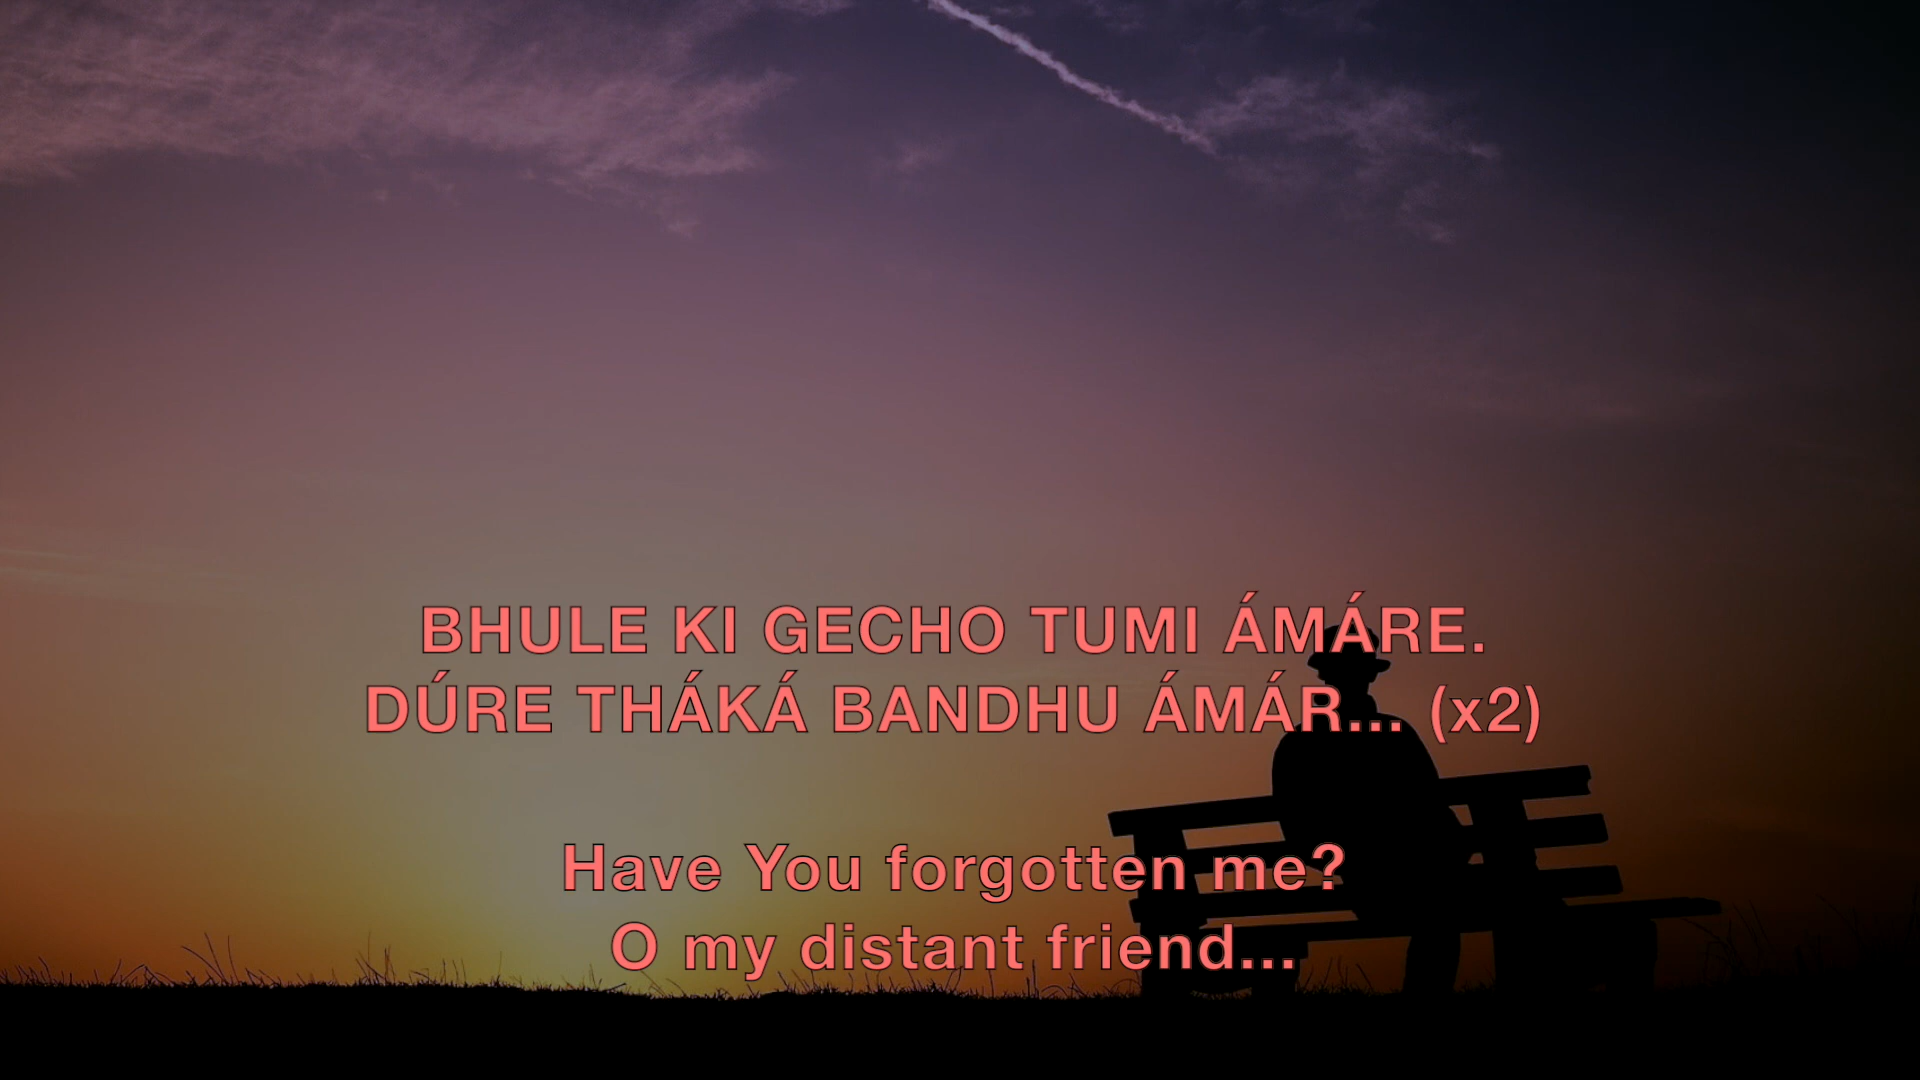 BHULE KI GECHO TUMI ÁMÁRE.
DÚRE THÁKÁ BANDHU ÁMÁR... (x2)
Have You forgotten me?
O my distant friend...